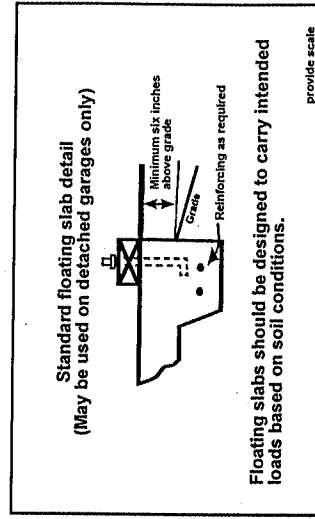 Standard floating slab detail
(May be used on detached garages only)
Minimum six inches
above grade
Grade
Reinforcing as required
Floating slabs should be designed to carry intended
loads based on soil conditions.
provide scale